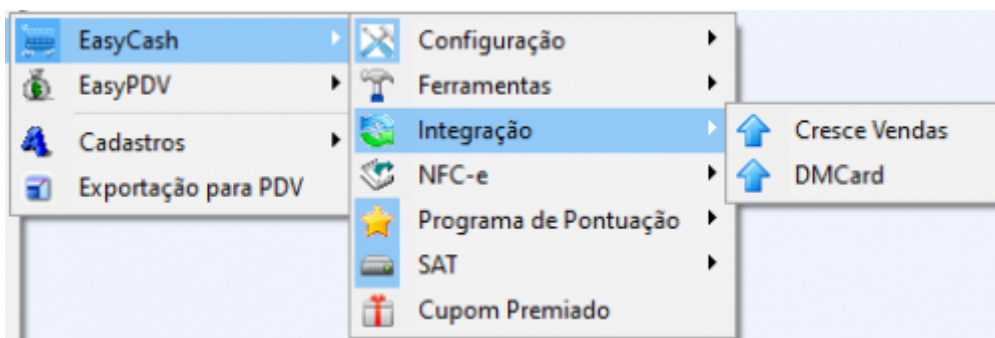 EasyCash
EasyPDV
Cadastros
Exportação para PDV
Configuração
Ferramentas
Integração
NFC-e
Programa de Pontuação
SAT
Cupom Premiado
Cresce Vendas
DMCard